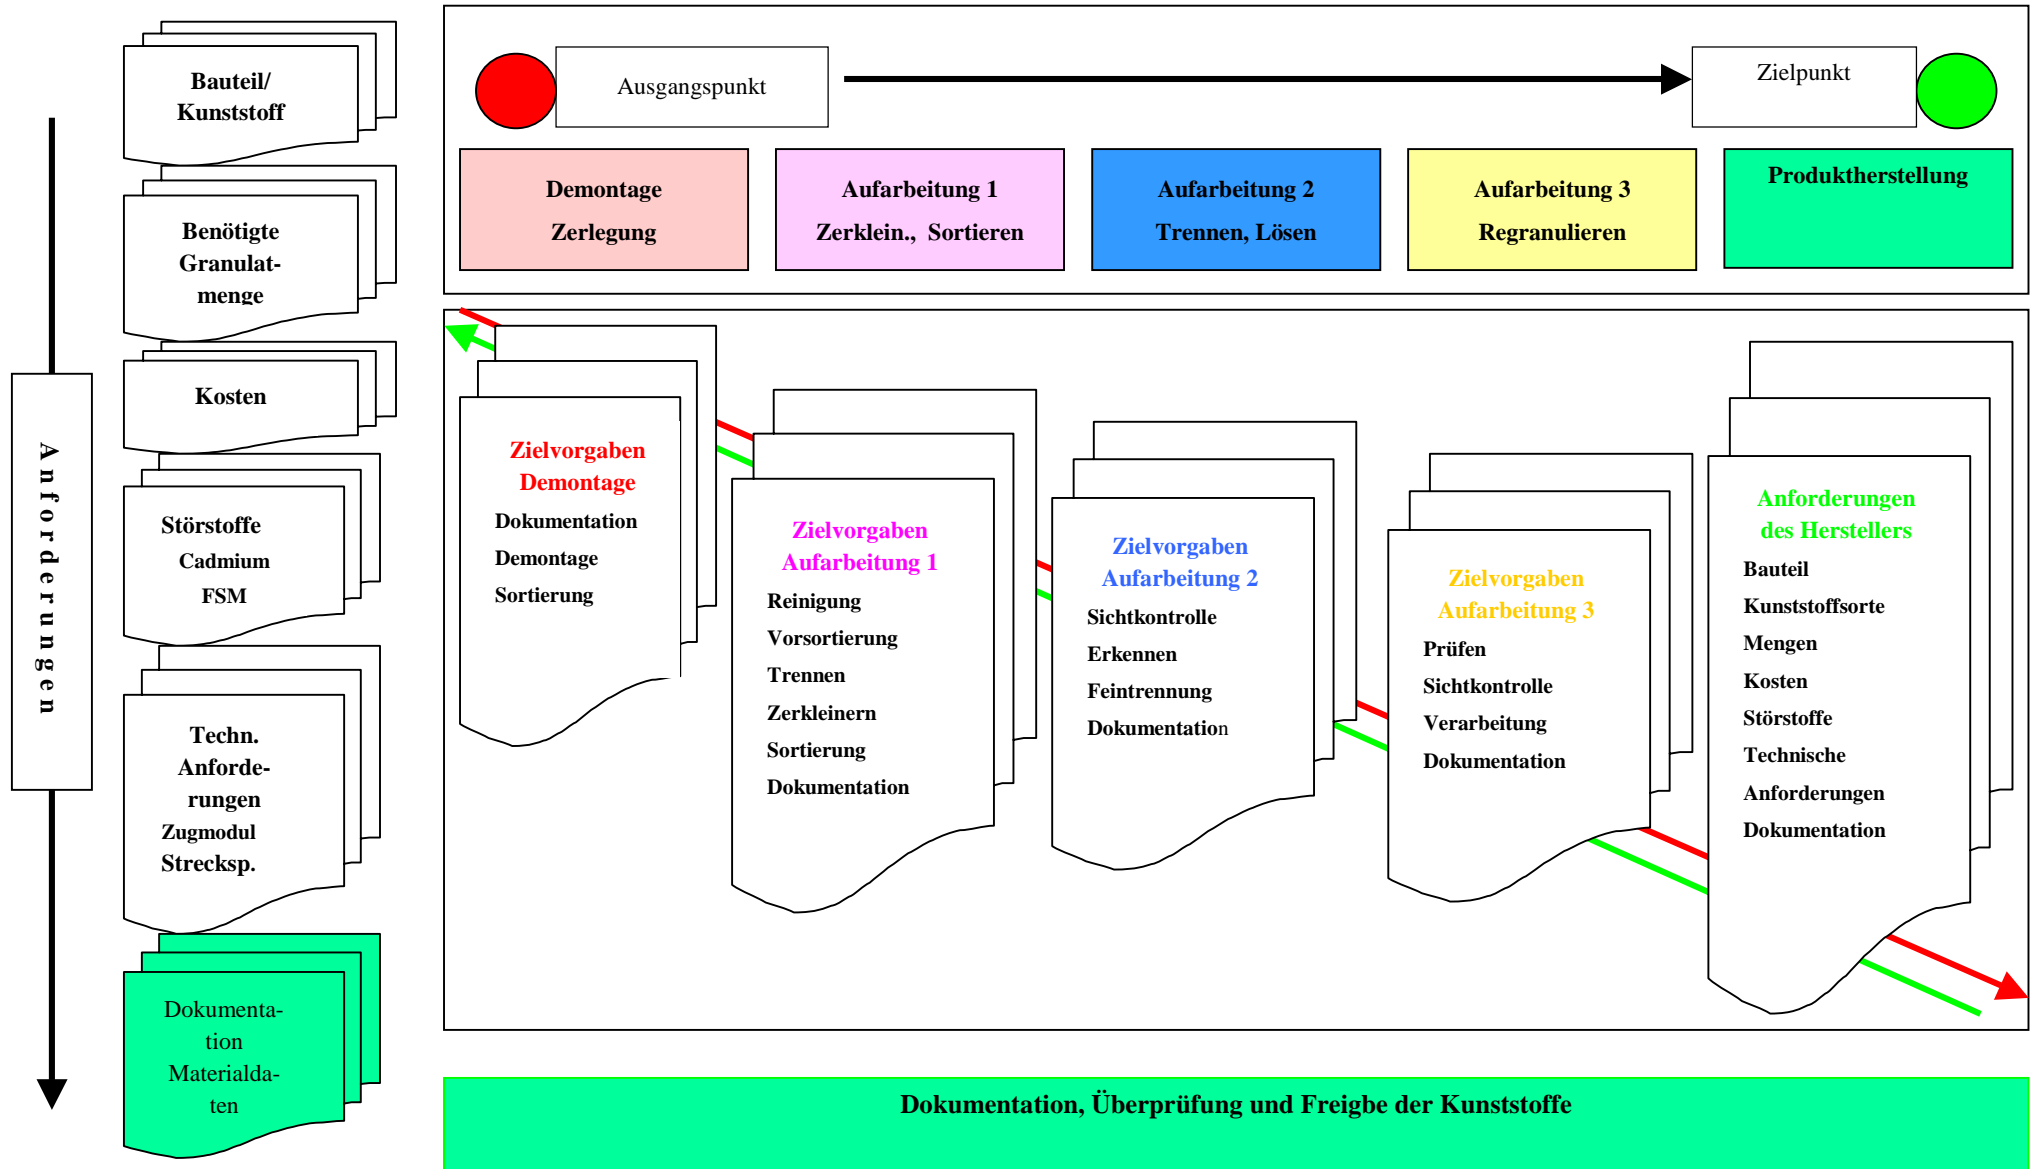 Anforderungen
Bauteil/
Kunststoff
Benötigte
Granulat-
menge
Kosten
Störstoffe
Cadmium
FSM
Techn.
Anforde-
rungen
Zugmodul
Strecksp.
Dokumenta-
tion
Materialda-
ten
Ausgangspunkt
Zielpunkt
Demontage
Zerlegung
Aufarbeitung 1
Zerklein., Sortieren
Aufarbeitung 2
Trennen, Lösen
Aufarbeitung 3
Regranulieren
Produktherstellung
Zielvorgaben
Demontage
Dokumentation
Demontage
Sortierung
Zielvorgaben
Aufarbeitung 1
Reinigung
Vorsortierung
Trennen
Zerkleinern
Sortierung
Dokumentation
Zielvorgaben
Aufarbeitung 2
Sichtkontrolle
Erkennen
Feintrennung
Dokumentation
Zielvorgaben
Aufarbeitung 3
Prüfen
Sichtkontrolle
Verarbeitung
Dokumentation
Anforderungen
des Herstellers
Bauteil
Kunststoffsorte
Mengen
Kosten
Störstoffe
Technische
Anforderungen
Dokumentation
Dokumentation, Überprüfung und Freigbe der Kunststoffe